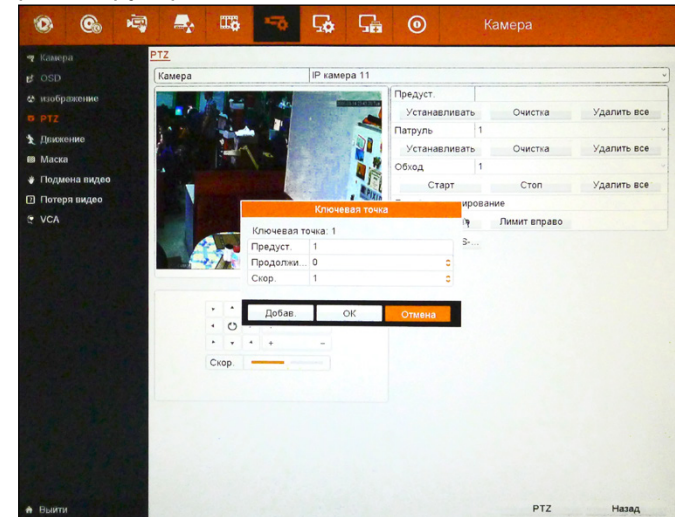 Камера
Камера
OSD
изображение
PTZ
Движение
Маска
Подмена видео
Потеря видео
VCA
Выйти
PTZ
Камера IP камера 11
Предуст.
Устанавливать Очистка Удалить все
Патруль 1
Устанавливать Очистка Удалить все
Обход 1
Старт Стоп Удалить все
Лимит вправо
Ключевая точка
Ключевая точка: 1
Предуст. 1
Продолжи... 0
Скор. 1
Добав. OK Отмена
Скор.
PTZ Назад